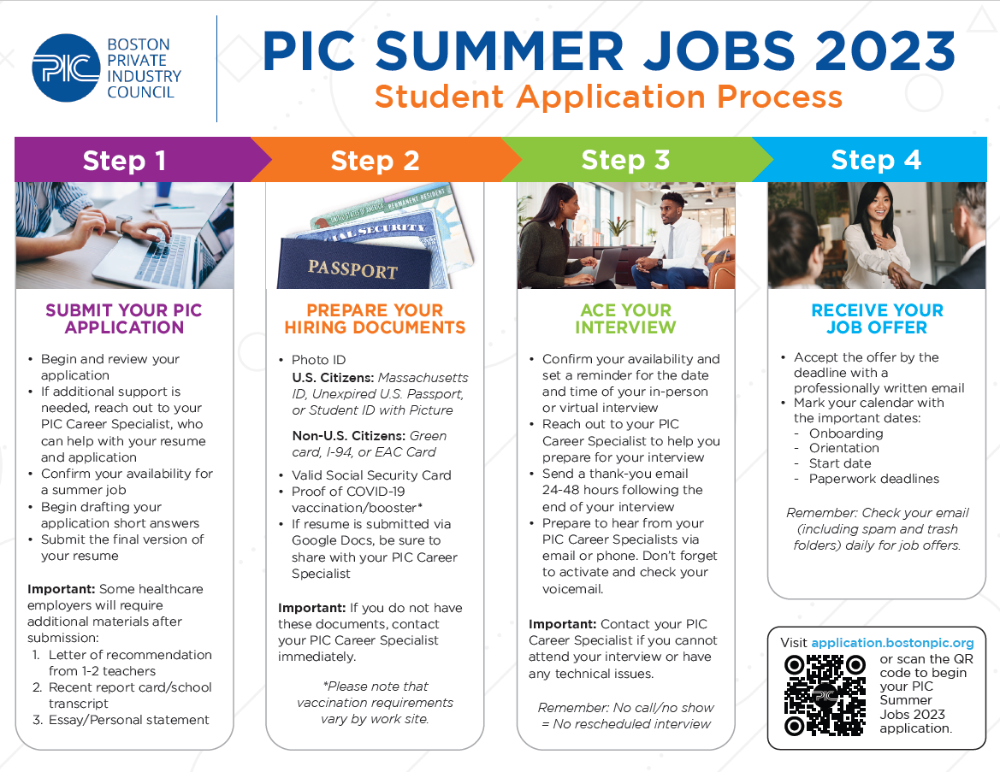 BOSTON
PRIVATE
INDUSTRY
COUNCIL
PIC
PIC SUMMER JOBS 2023
Student Application Process
Step 1
Step 2
Step 3
Step 4
SUBMIT YOUR PIC
APPLICATION
• Begin and review your
application
• If additional support is
needed, reach out to your
PIC Career Specialist, who
can help with your resume
and application
• Confirm your availability for
a summer job
• Begin drafting your
application short answers
• Submit the final version of
your resume
Important: Some healthcare
employers will require
additional materials after
submission:
1. Letter of recommendation
from 1-2 teachers
2. Recent report card/school
transcript
3. Essay/Personal statement
UNITED STATES OF AMERICA
PERMANENT RESIDENT
SOCIAL SECURITY
PASSPORT
PREPARE YOUR
HIRING DOCUMENTS
• Photo ID
U.S. Citizens: Massachusetts
ID, Unexpired U.S. Passport,
or Student ID with Picture
Non-U.S. Citizens: Green
card, I-94, or EAC Card
• Valid Social Security Card
• Proof of COVID-19
vaccination/booster*
• If resume is submitted via
Google Docs, be sure to
share with your PIC Career
Specialist
Important: If you do not have
these documents, contact
your PIC Career Specialist
immediately.
*Please note that
vaccination requirements
vary by work site.
ACE YOUR
INTERVIEW
• Confirm your availability and
set a reminder for the date
and time of your in-person
or virtual interview
• Reach out to your PIC
Career Specialist to help you
prepare for your interview
• Send a thank-you email
24-48 hours following the
end of your interview
• Prepare to hear from your
PIC Career Specialists via
email or phone. Don't forget
to activate and check your
voicemail.
Important: Contact your PIC
Career Specialist if you cannot
attend your interview or have
any technical issues.
Remember: No call/no show
= No rescheduled interview
RECEIVE YOUR
JOB OFFER
• Accept the offer by the
deadline with a
professionally written email
• Mark your calendar with
the important dates:
- Onboarding
- Orientation
- Start date
- Paperwork deadlines
Remember: Check your email
(including spam and trash
folders) daily for job offers.
Visit application.bostonpic.org
or scan the QR
code to begin
your PIC
Summer
Jobs 2023
application.
PIC